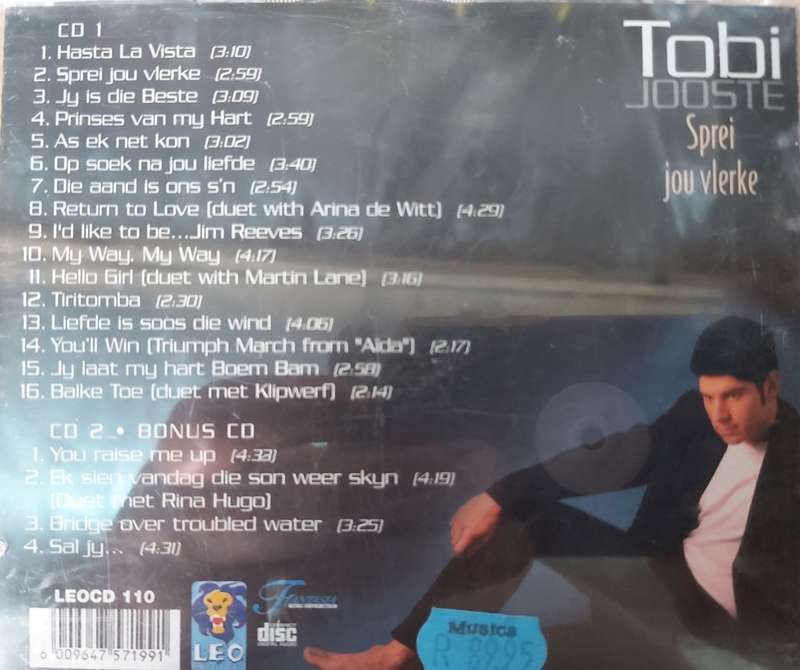 CD 1
1. Hasta La Vista (3:10)
2. Sprei jou vlerke (2:59)
3. Jy is die Beste (3:09)
4. Prinses van my Hart (2:59)
5. As ek net kon (3:02)
6. Op soek na jou liefde (3:40)
7. Die aand is ons s'n (2:54)
8. Return to Love (duet with Arina de Witt) (4:29)
9. I'd like to be...Jim Reeves (3:26)
10. My Way, My Way (4:17)
11. Hello Girl (duet with Martin Lane) (3:16)
12. Tiritomba (2:30)
13. Liefde is soos die wind (4:06)
14. You'll Win (Triumph March from "Aida") (2:17)
15. Jy laat my hart Boem Bam (2:58)
16. Balke Toe (duet met Klipwerf) (2:14)
CD 2 • BONUS CD
1. You raise me up (4:33)
2. Ek sien vandag die son weer skyn (4:19)
(Duet met Rina Hugo)
3. Bridge over troubled water (3:25)
4. Sal jy... (4:31)
Tobi
JOOSTE
Sprei
jou vlerke
LEOCD 110
6 009647 571991
LEO
FANTASIA
disc
DIGITAL AUDIO
Musica
R 8995